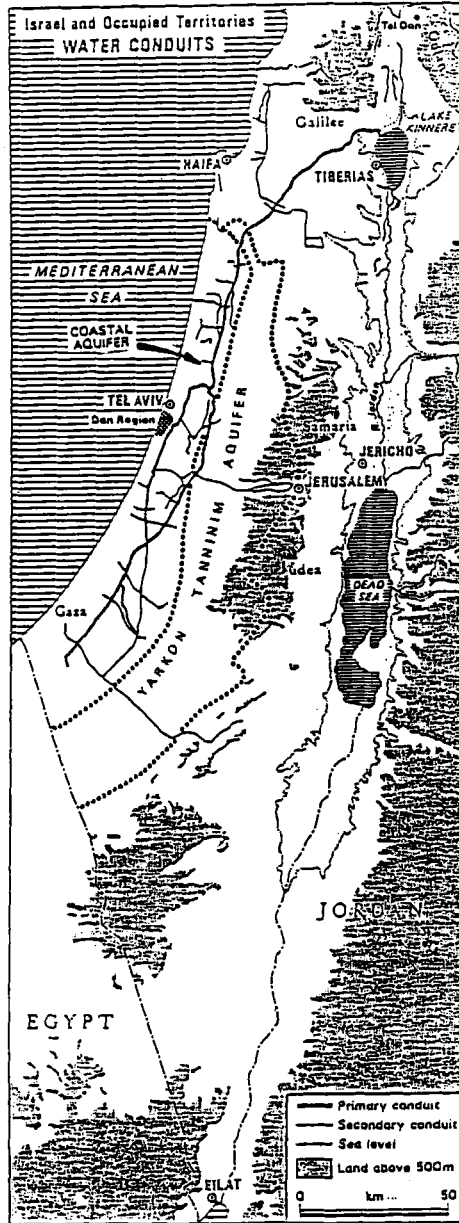 Israel and Occupied Territories
WATER CONDUITS
Tel Dan
LAKE
KINNERET
Galilee
HAIFA
TIBERIAS
MEDITERRANEAN
SEA
COASTAL
AQUIFER
TEL AVIV
Dan Region
Samaria
JERICHO
JERUSALEM
YARKON TANNINIM AQUIFER
Judea
DEAD
SEA
Gaza
JORDAN
EGYPT
EILAT
Primary conduit
Secondary conduit
Sea level
Land above 500m
0 km... 50